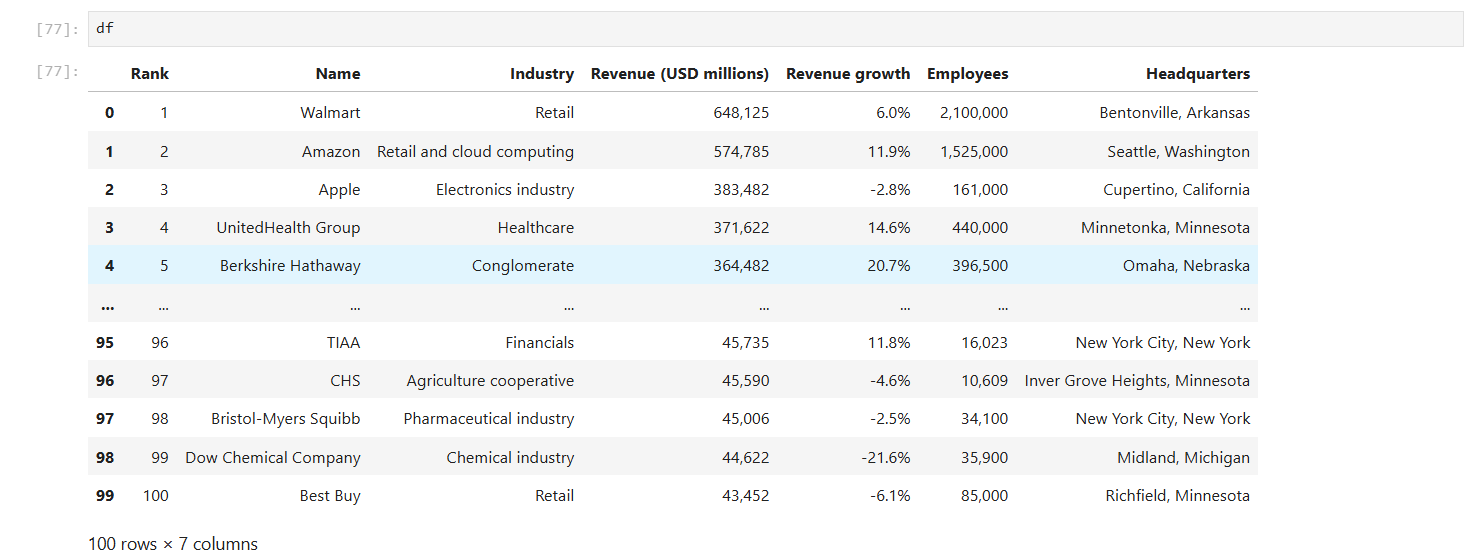 [77]: df
[77]: Rank Name Industry Revenue (USD millions) Revenue growth Employees Headquarters
0 1 Walmart Retail 648,125 6.0% 2,100,000 Bentonville, Arkansas
1 2 Amazon Retail and cloud computing 574,785 11.9% 1,525,000 Seattle, Washington
2 3 Apple Electronics industry 383,482 -2.8% 161,000 Cupertino, California
3 4 UnitedHealth Group Healthcare 371,622 14.6% 440,000 Minnetonka, Minnesota
4 5 Berkshire Hathaway Conglomerate 364,482 20.7% 396,500 Omaha, Nebraska
... ... ... ... ... ... ... ...
95 96 TIAA Financials 45,735 11.8% 16,023 New York City, New York
96 97 CHS Agriculture cooperative 45,590 -4.6% 10,609 Inver Grove Heights, Minnesota
97 98 Bristol-Myers Squibb Pharmaceutical industry 45,006 -2.5% 34,100 New York City, New York
98 99 Dow Chemical Company Chemical industry 44,622 -21.6% 35,900 Midland, Michigan
99 100 Best Buy Retail 43,452 -6.1% 85,000 Richfield, Minnesota
100 rows × 7 columns